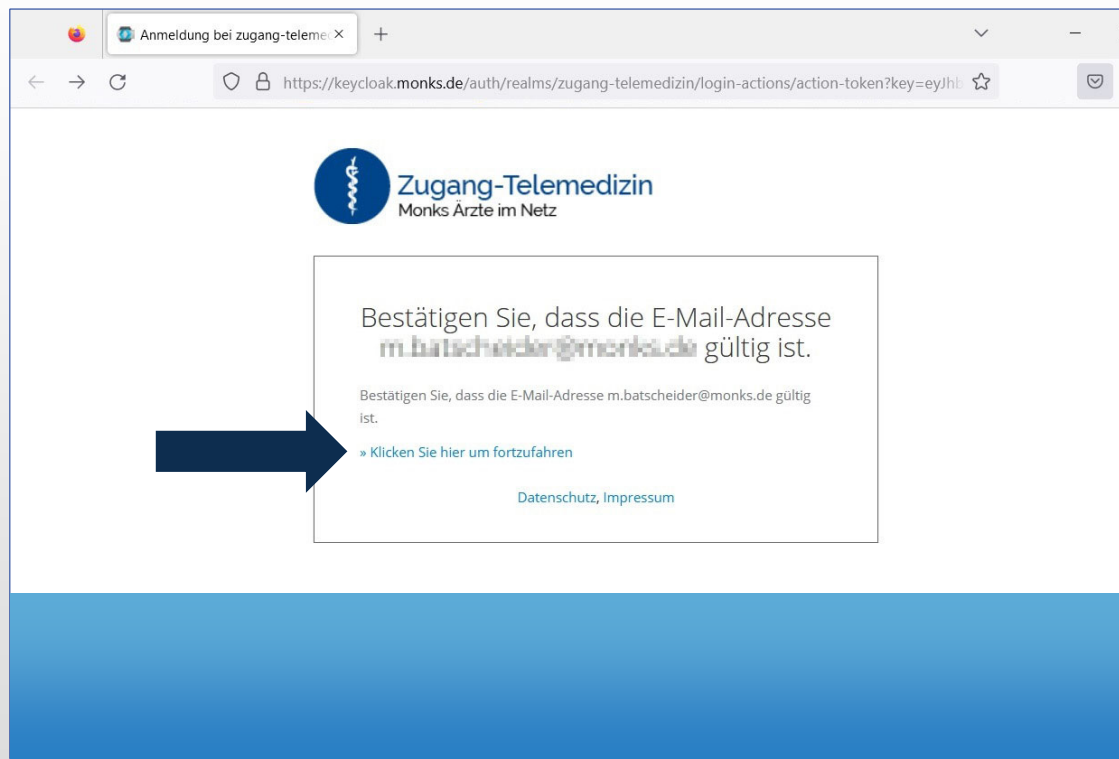 Anmeldung bei zugang-teleme
https://keycloak.monks.de/auth/realms/zugang-telemedizin/login-actions/action-token?key=eyJhb
Zugang-Telemedizin
Monks Ärzte im Netz
Bestätigen Sie, dass die E-Mail-Adresse
gültig ist.
Bestätigen Sie, dass die E-Mail-Adresse m.batscheider@monks.de gültig
ist.
» Klicken Sie hier um fortzufahren
Datenschutz, Impressum